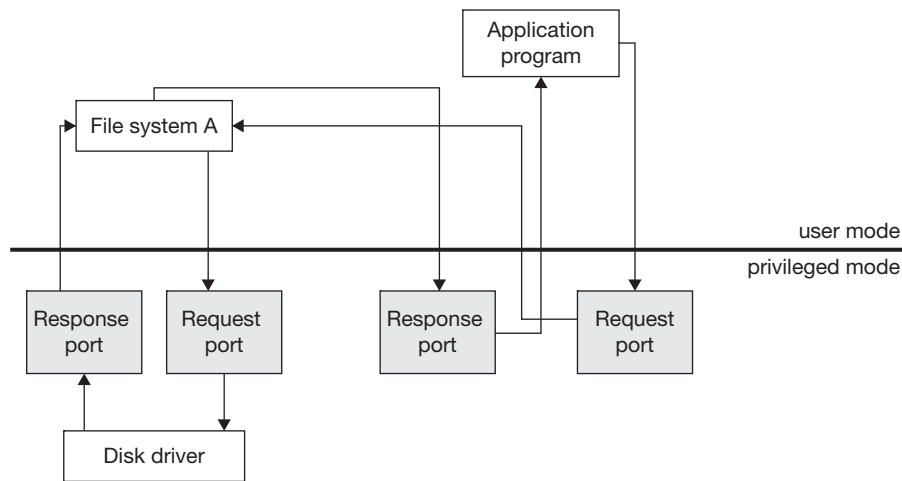 Application
program
File system A
user mode
privileged mode
Response
port
Request
port
Response
port
Request
port
Disk driver